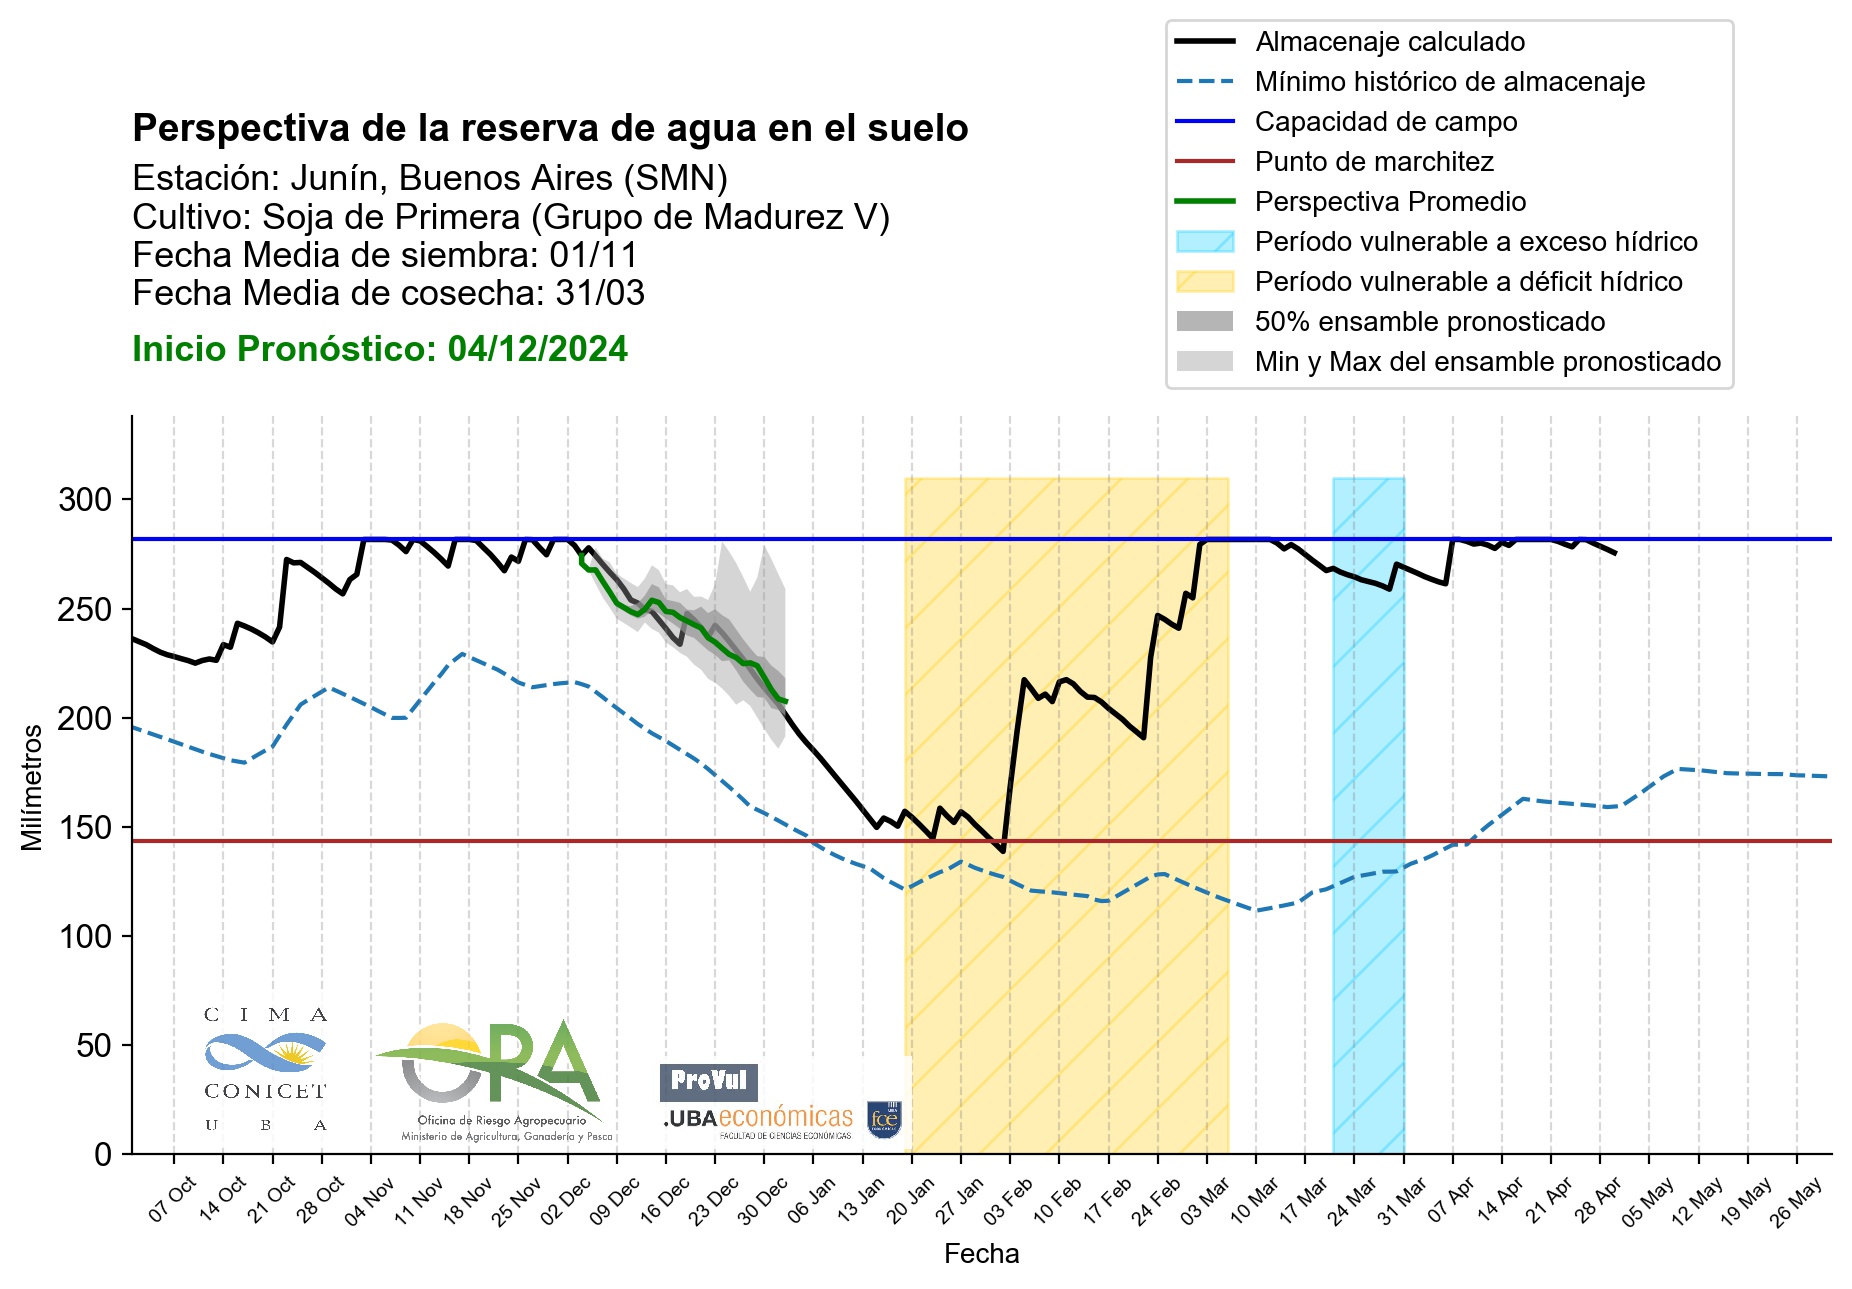 Perspectiva de la reserva de agua en el suelo
Estación: Junín, Buenos Aires (SMN)
Cultivo: Soja de Primera (Grupo de Madurez V)
Fecha Media de siembra: 01/11
Fecha Media de cosecha: 31/03
Inicio Pronóstico: 04/12/2024
Almacenaje calculado
Mínimo histórico de almacenaje
Capacidad de campo
Punto de marchitez
Perspectiva Promedio
Período vulnerable a exceso hídrico
Período vulnerable a déficit hídrico
50% ensamble pronosticado
Min y Max del ensamble pronosticado
Milímetros
300
250
200
150
100
50
0
CIMA
CONICET
UBA
ORA
Oficina de Riesgo Agropecuario
Ministerio de Agricultura, Ganadería y Pesca
ProVul
.UBAeconómicas
FACULTAD DE CIENCIAS ECONÓMICAS
fce
07 Oct
14 Oct
21 Oct
28 Oct
04 Nov
11 Nov
18 Nov
25 Nov
02 Dec
09 Dec
16 Dec
23 Dec
30 Dec
06 Jan
13 Jan
20 Jan
27 Jan
03 Feb
10 Feb
17 Feb
24 Feb
03 Mar
10 Mar
17 Mar
24 Mar
31 Mar
07 Apr
14 Apr
21 Apr
28 Apr
05 May
12 May
19 May
26 May
Fecha